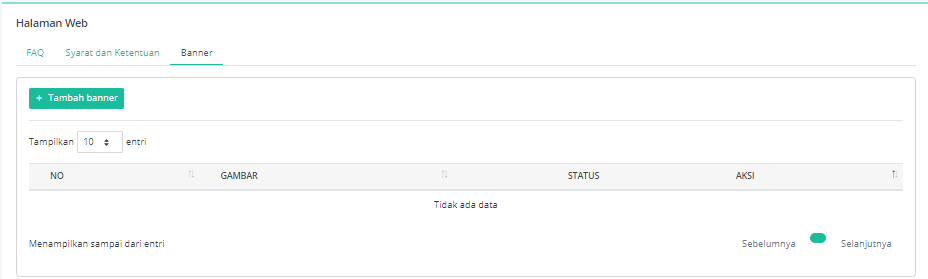 Halaman Web
FAQ Syarat dan Ketentuan Banner
+ Tambah banner
Tampilkan 10 entri
NO GAMBAR STATUS AKSI
Tidak ada data
Menampilkan sampai dari entri Sebelumnya Selanjutnya